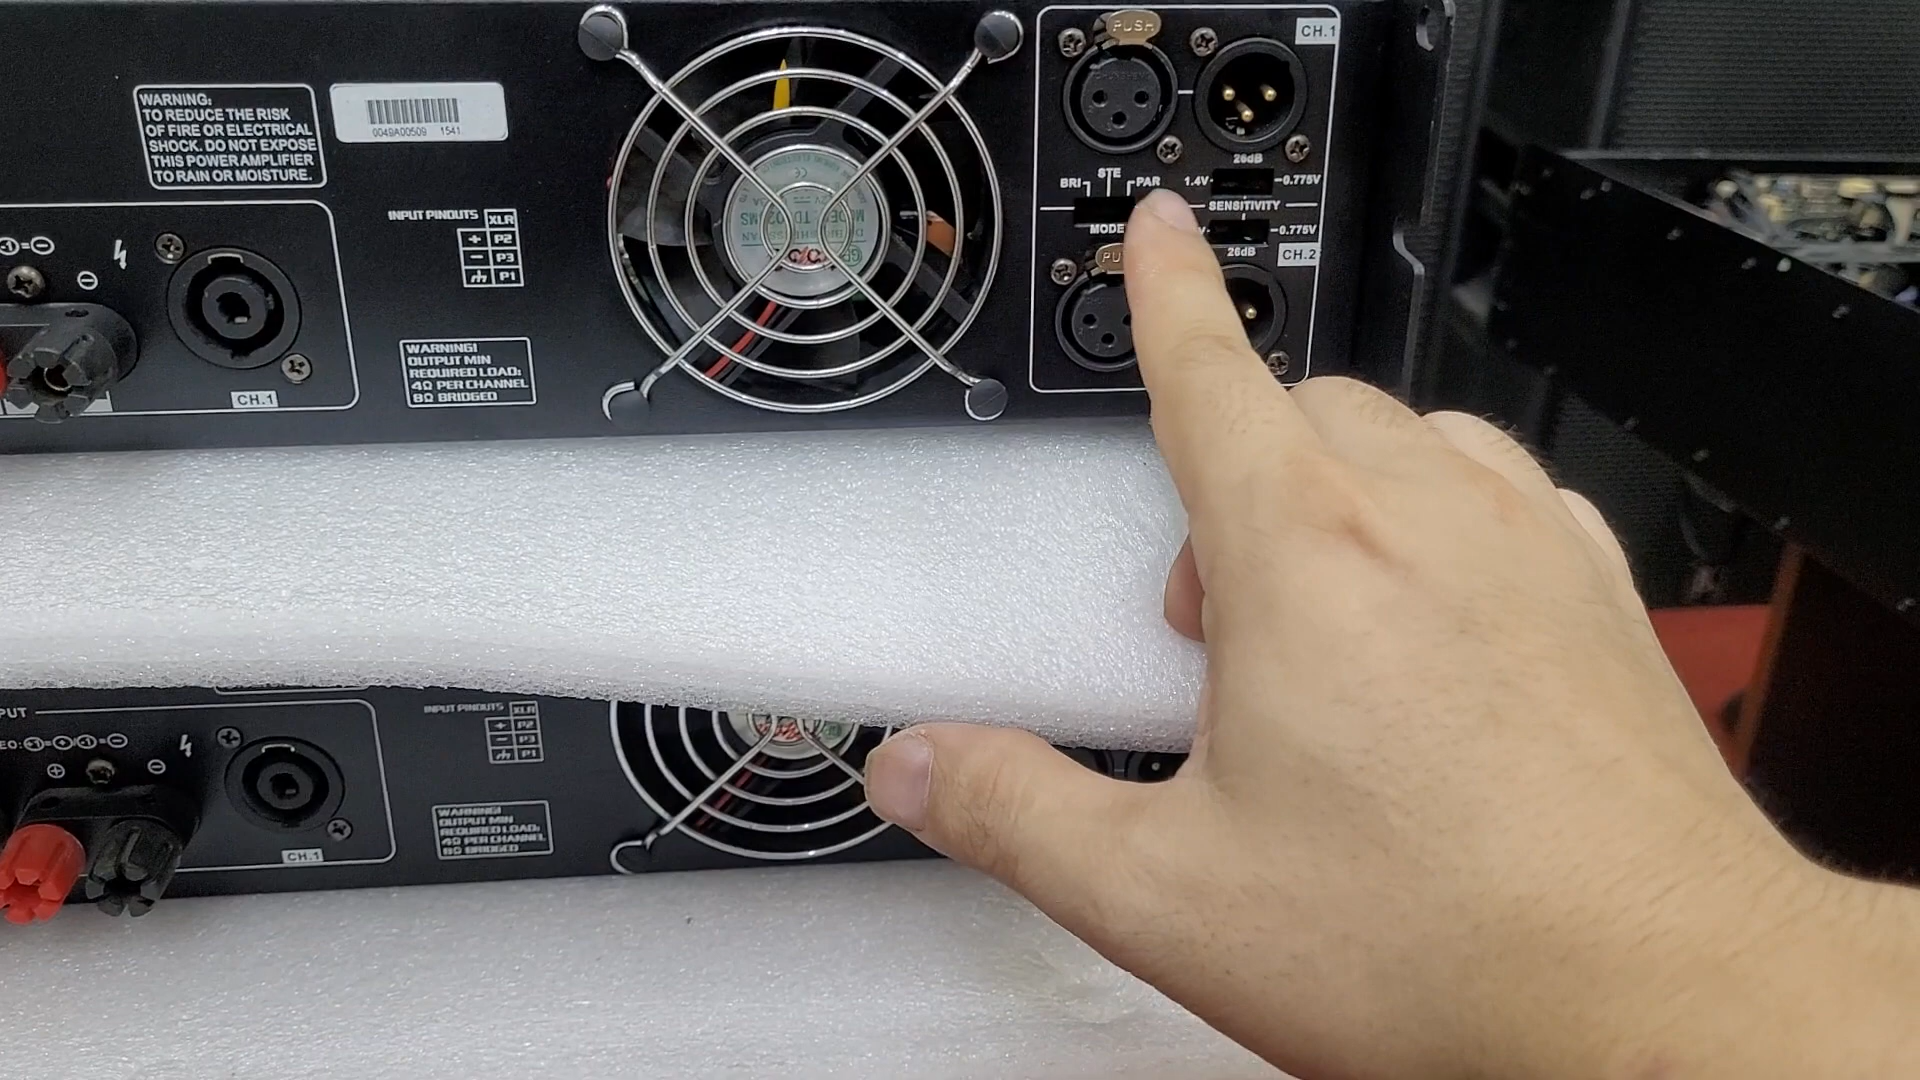 PUSH
CH.1
WARNING:
TO REDUCE THE RISK
OF FIRE OR ELECTRICAL
SHOCK. DO NOT EXPOSE
THIS POWER AMPLIFIER
TO RAIN OR MOISTURE.
0049A00509 1541
26dB
BRI STE PAR 1.4V 0.775V
SENSITIVITY
MODE 0.775V
26dB
CH.2
INPUT PINOUTS XLR
+ P2
- P3
P1
WARNING!
OUTPUT MIN
REQUIRED LOAD:
4Ω PER CHANNEL
8Ω BRIDGED
CH.1
INPUT PINOUTS XLR
+ P2
- P3
P1
WARNING!
OUTPUT MIN
REQUIRED LOAD:
4Ω PER CHANNEL
8Ω BRIDGED
CH.1